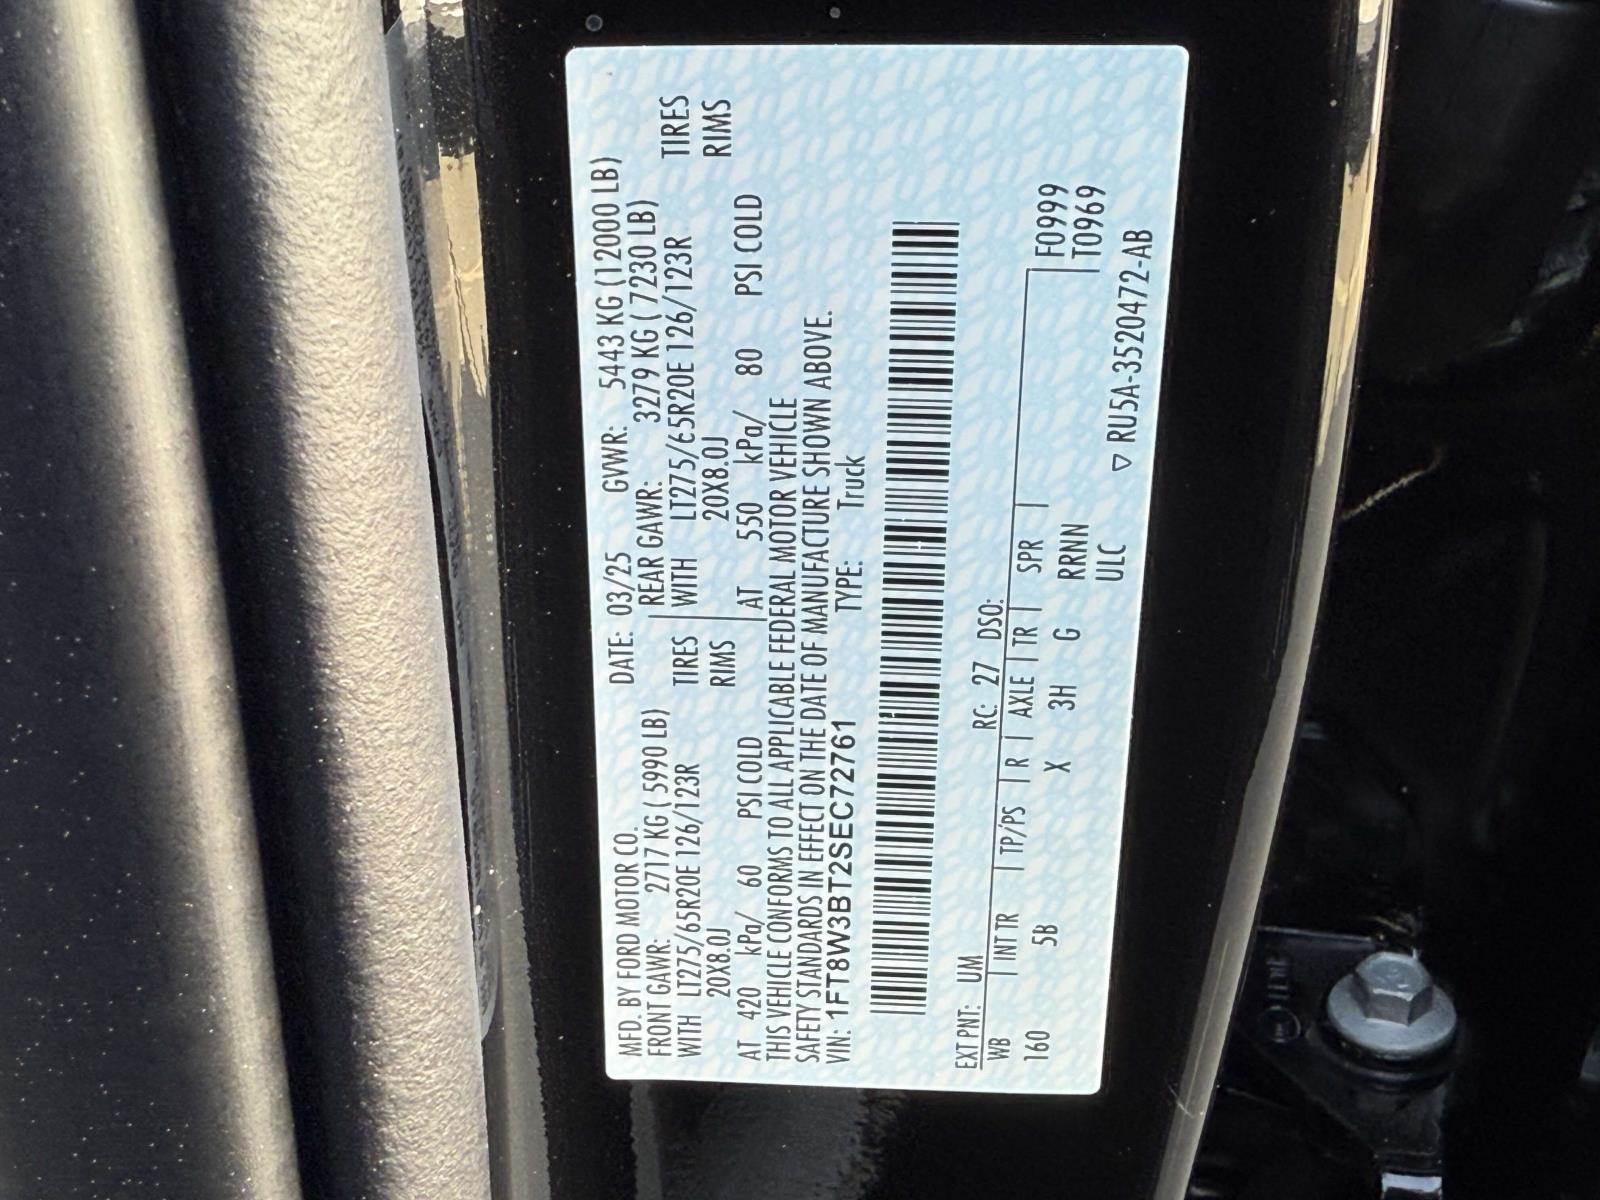 MFD. BY FORD MOTOR CO.
DATE: 03/25 GVWR: 5443 KG (12000 LB)
FRONT GAWR: 2717 KG ( 5990 LB) REAR GAWR: 3279 KG ( 7230 LB)
WITH LT275/65R20E 126/123R TIRES WITH LT275/65R20E 126/123R TIRES
20X8.0J RIMS 20X8.0J RIMS
AT 420 kPa/ 60 PSI COLD AT 550 kPa/ 80 PSI COLD
THIS VEHICLE CONFORMS TO ALL APPLICABLE FEDERAL MOTOR VEHICLE
SAFETY STANDARDS IN EFFECT ON THE DATE OF MANUFACTURE SHOWN ABOVE.
VIN: 1FT8W3BT2SEC72761 TYPE: Truck
EXT PNT: UM RC: 27 DSO:
WB INT TR TP/PS R AXLE TR SPR
160 5B X 3H G RRNN
F0999
T0969
ULC
RU5A-3520472-AB